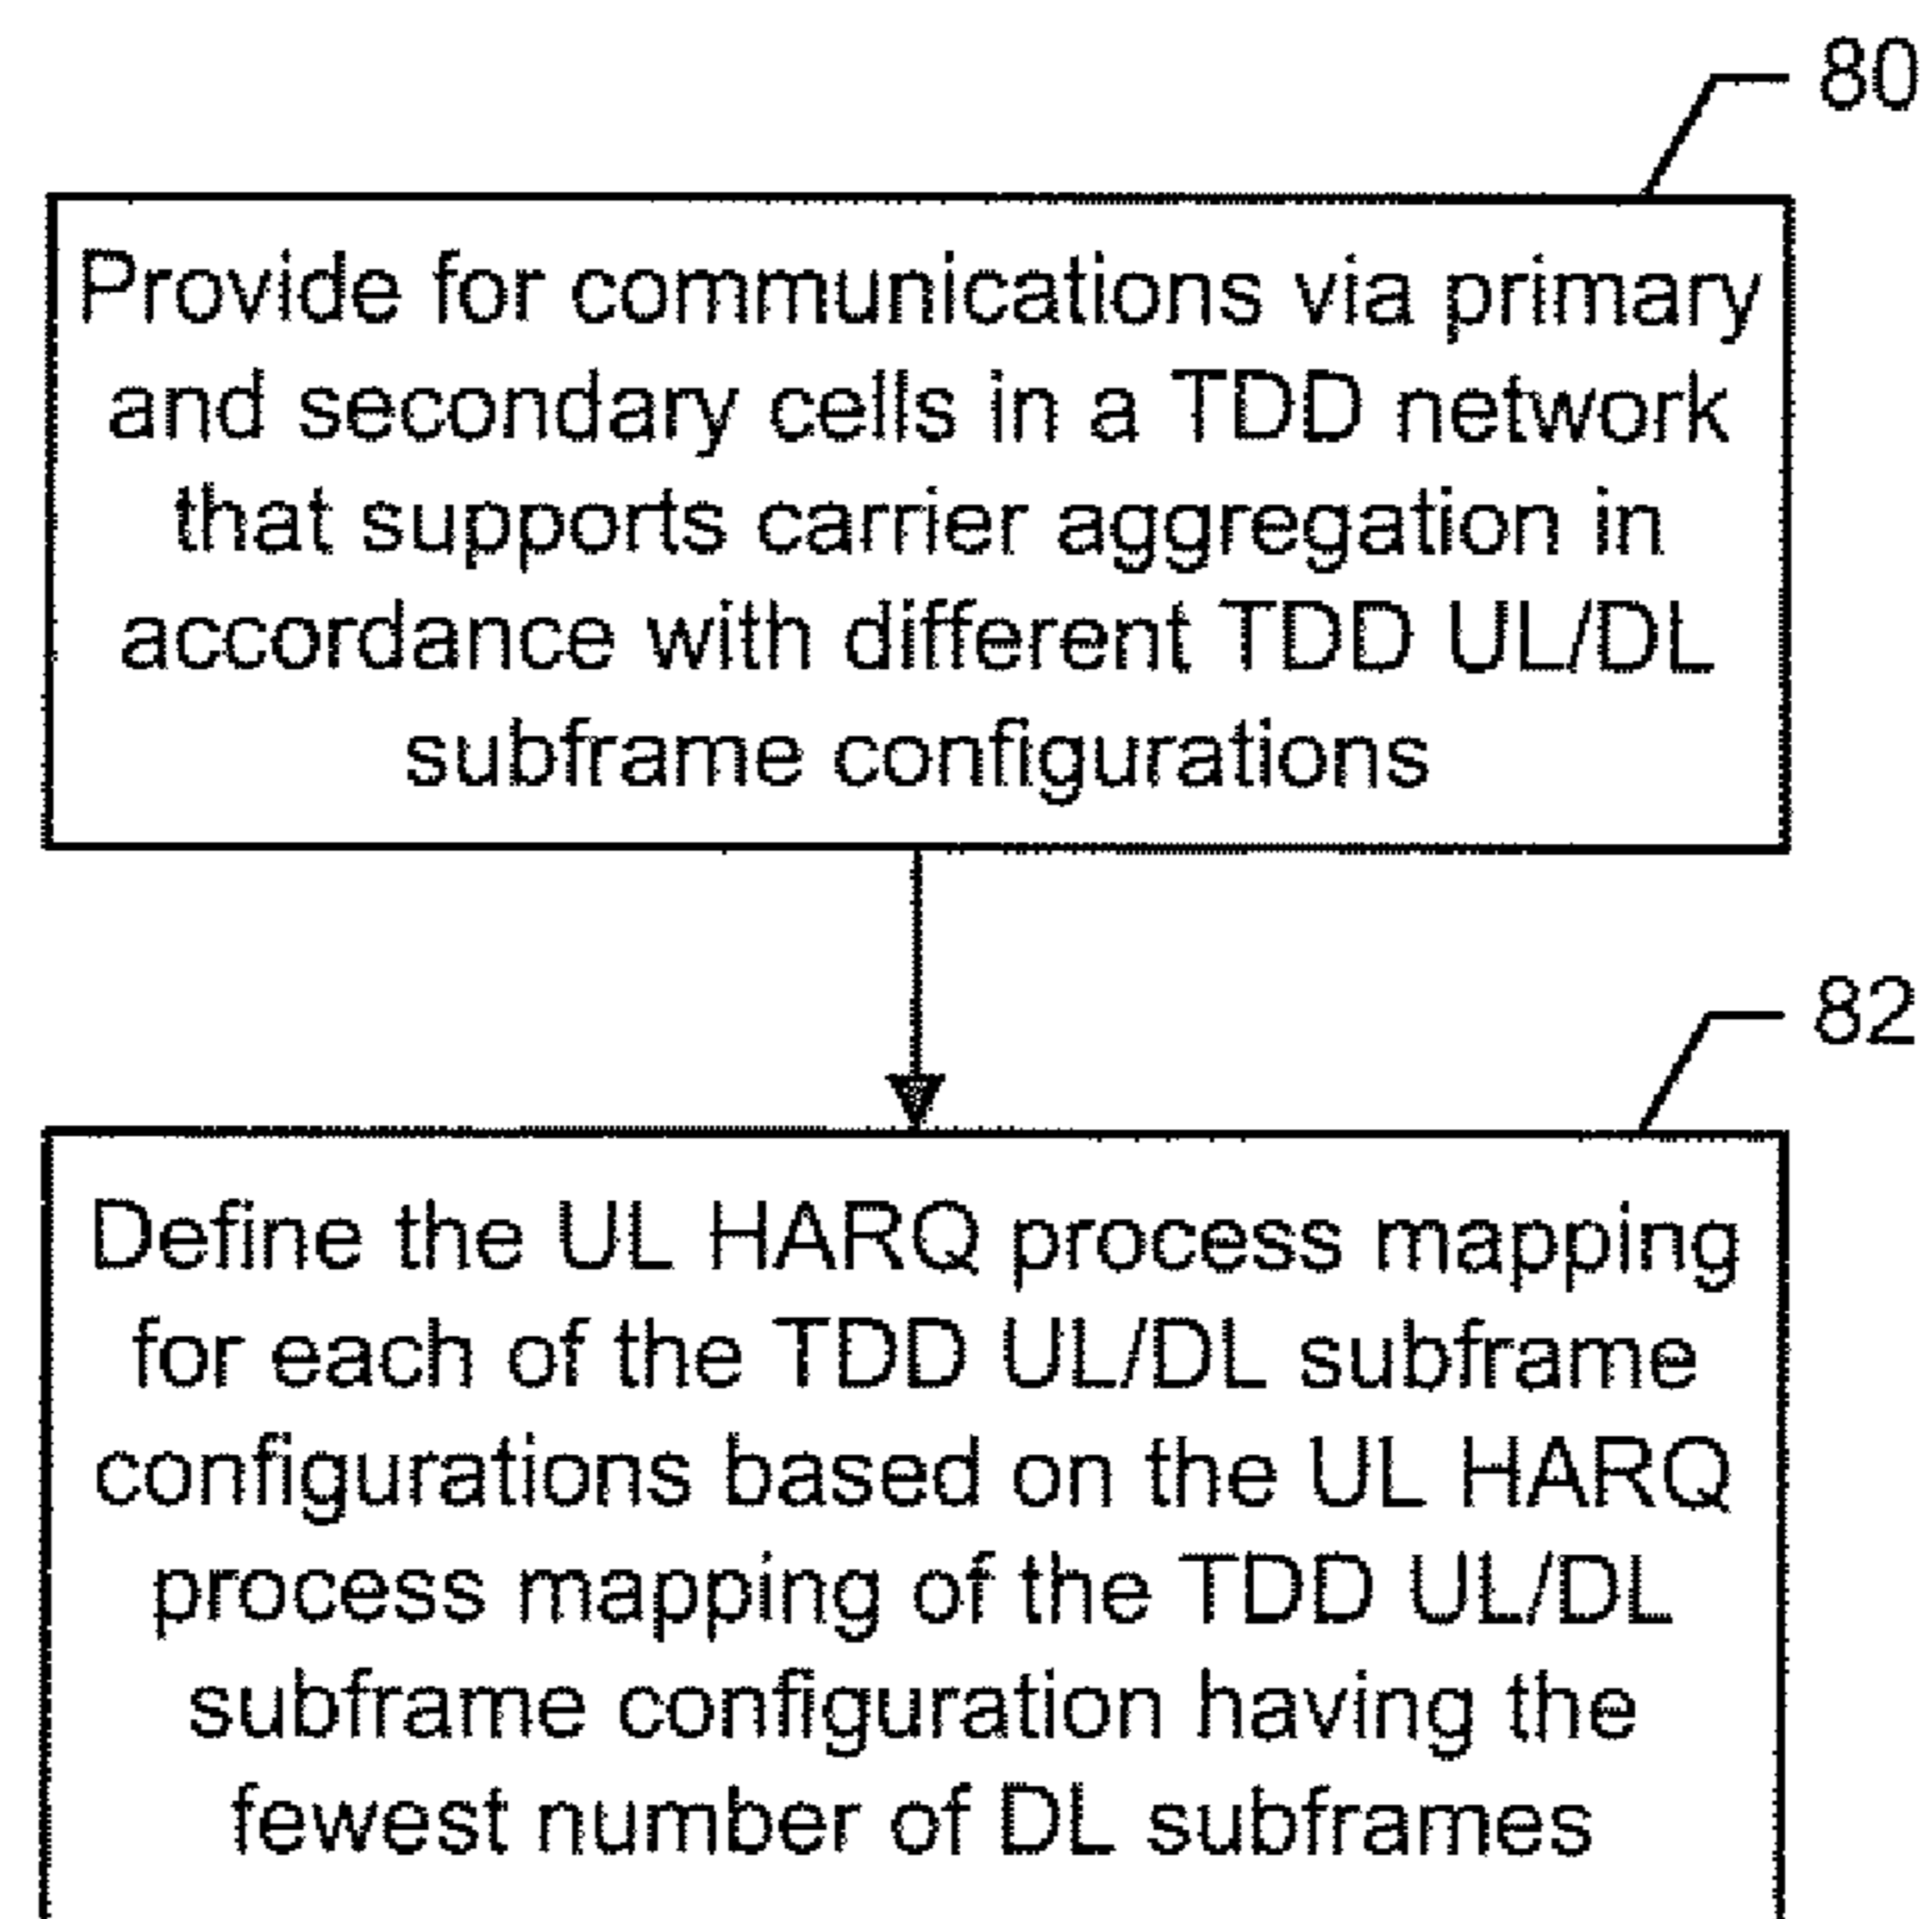 80
Provide for communications via primary
and secondary cells in a TDD network
that supports carrier aggregation in
accordance with different TDD UL/DL
subframe configurations
82
Define the UL HARQ process mapping
for each of the TDD UL/DL subframe
configurations based on the UL HARQ
process mapping of the TDD UL/DL
subframe configuration having the
fewest number of DL subframes